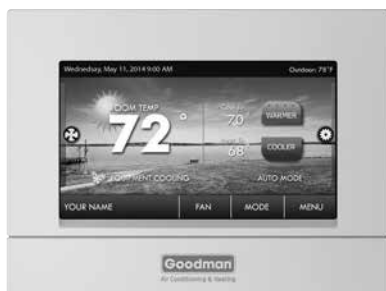 Wednesday, May 11, 2014 9:00 AM
Outdoor: 78°F
ROOM TEMP
72°
70
WARMER
68
COOLER
EQUIPMENT COOLING
AUTO MODE
YOUR NAME
FAN
MODE
MENU
Goodman
Air Conditioning & Heating